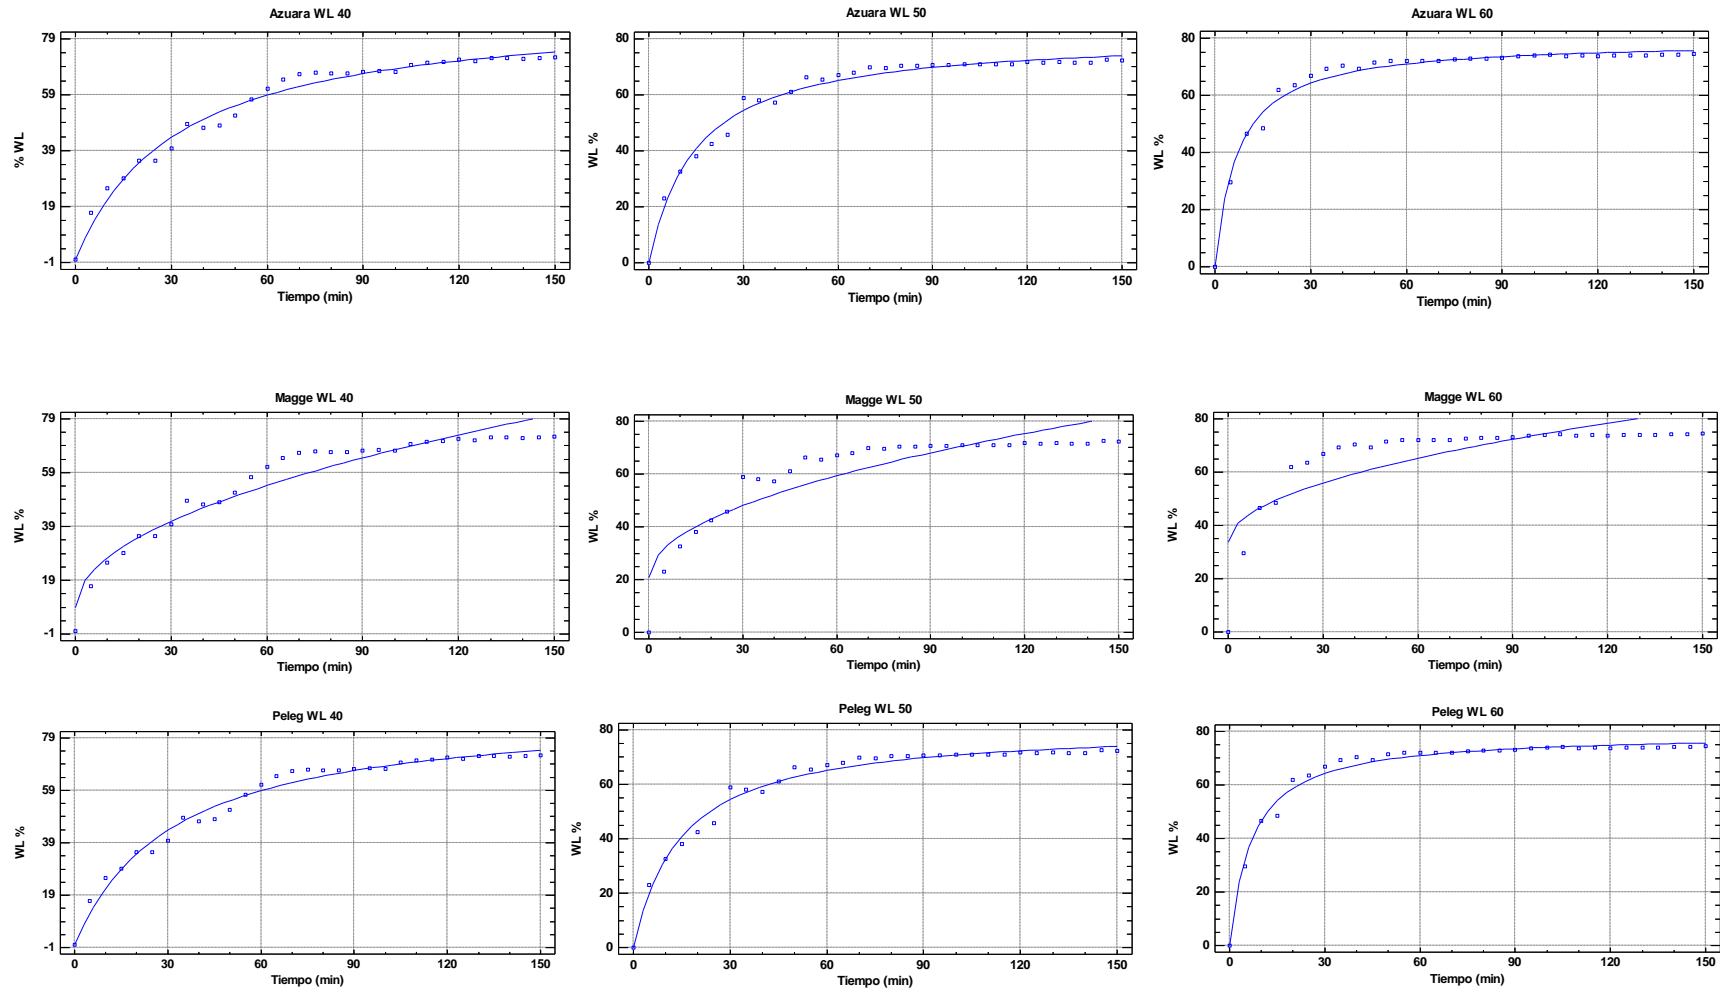 Azuara WL 40
% WL
79
59
39
19
-1
0 30 60 90 120 150
Tiempo (min)
Azuara WL 50
WL %
80
60
40
20
0
0 30 60 90 120 150
Tiempo (min)
Azuara WL 60
WL %
80
60
40
20
0
0 30 60 90 120 150
Tiempo (min)
Magge WL 40
WL %
79
59
39
19
-1
0 30 60 90 120 150
Tiempo (min)
Magge WL 50
WL %
80
60
40
20
0
0 30 60 90 120 150
Tiempo (min)
Magge WL 60
WL %
80
60
40
20
0
0 30 60 90 120 150
Tiempo (min)
Peleg WL 40
WL %
79
59
39
19
-1
0 30 60 90 120 150
Tiempo (min)
Peleg WL 50
WL %
80
60
40
20
0
0 30 60 90 120 150
Tiempo (min)
Peleg WL 60
WL %
80
60
40
20
0
0 30 60 90 120 150
Tiempo (min)